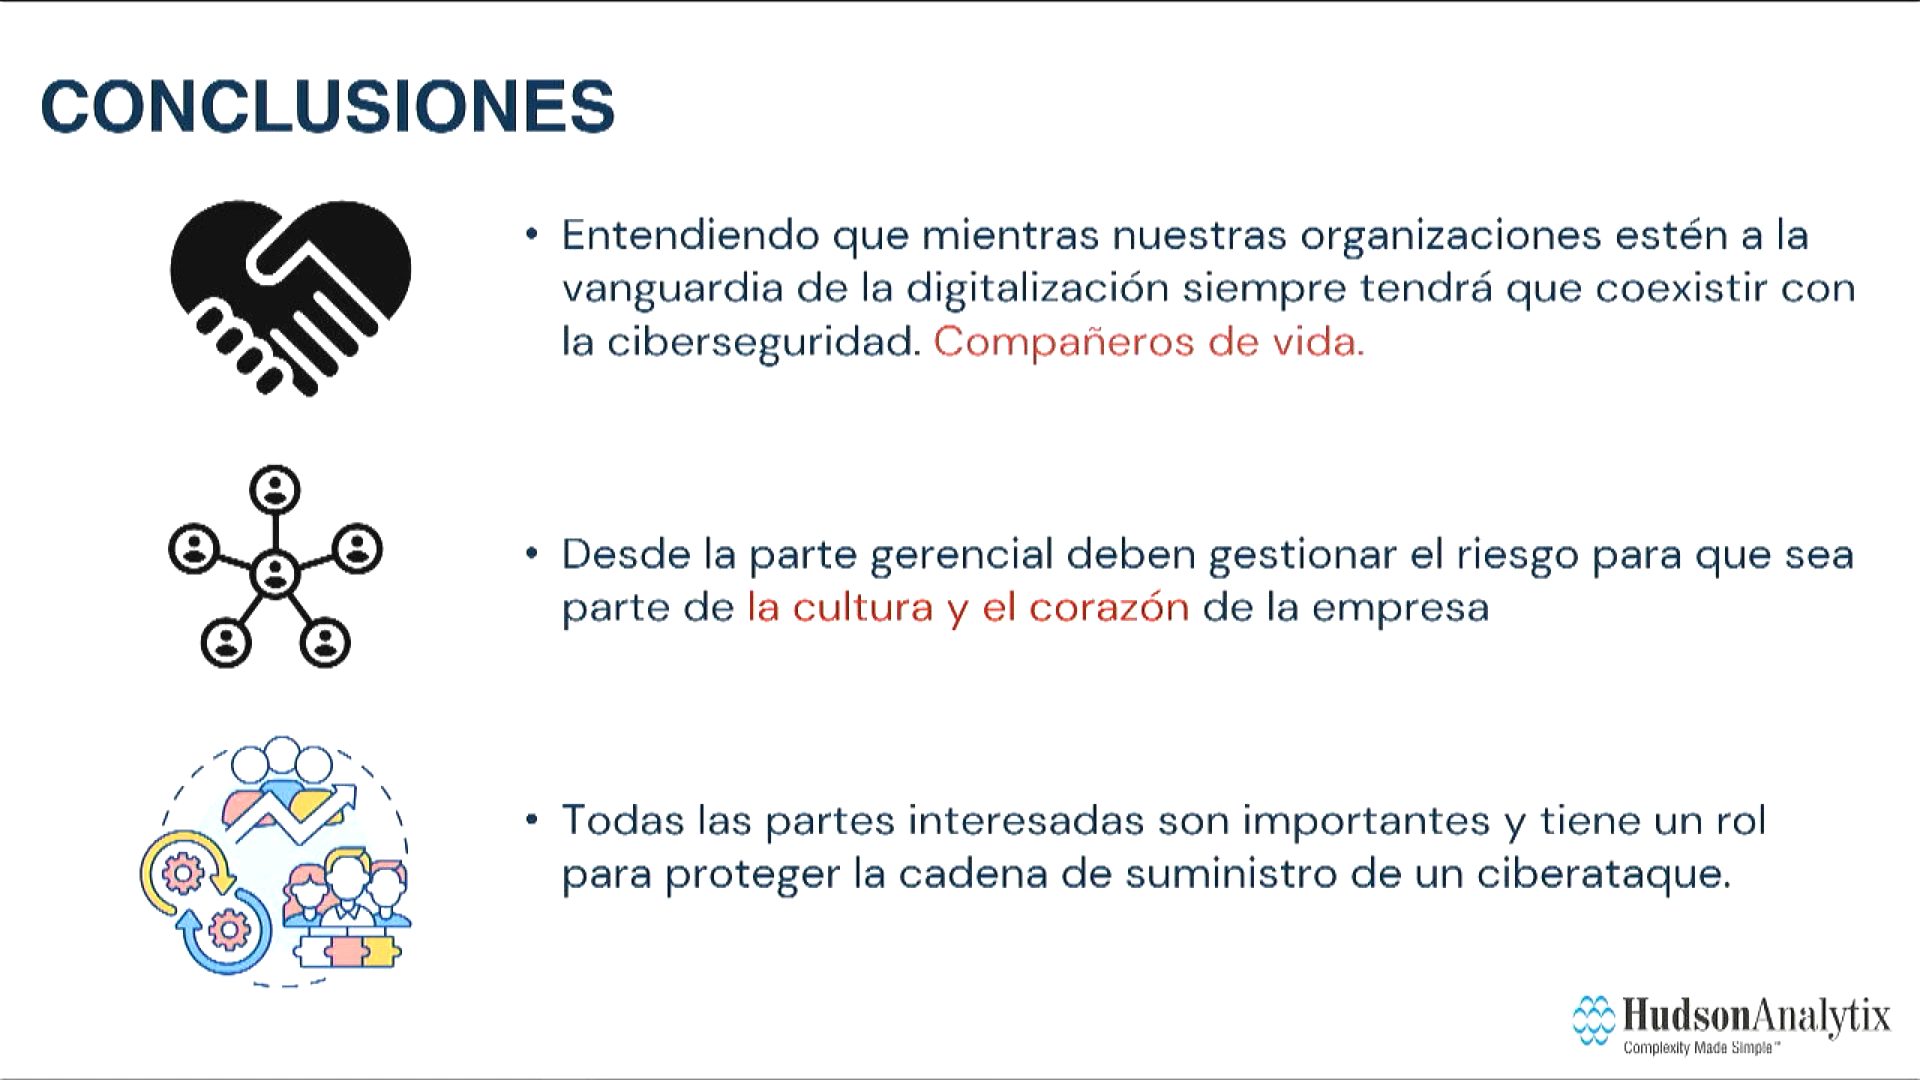 CONCLUSIONES
• Entendiendo que mientras nuestras organizaciones estén a la
vanguardia de la digitalización siempre tendrá que coexistir con
la ciberseguridad. Compañeros de vida.
• Desde la parte gerencial deben gestionar el riesgo para que sea
parte de la cultura y el corazón de la empresa
• Todas las partes interesadas son importantes y tiene un rol
para proteger la cadena de suministro de un ciberataque.
HudsonAnalytix
Complexity Made Simple™